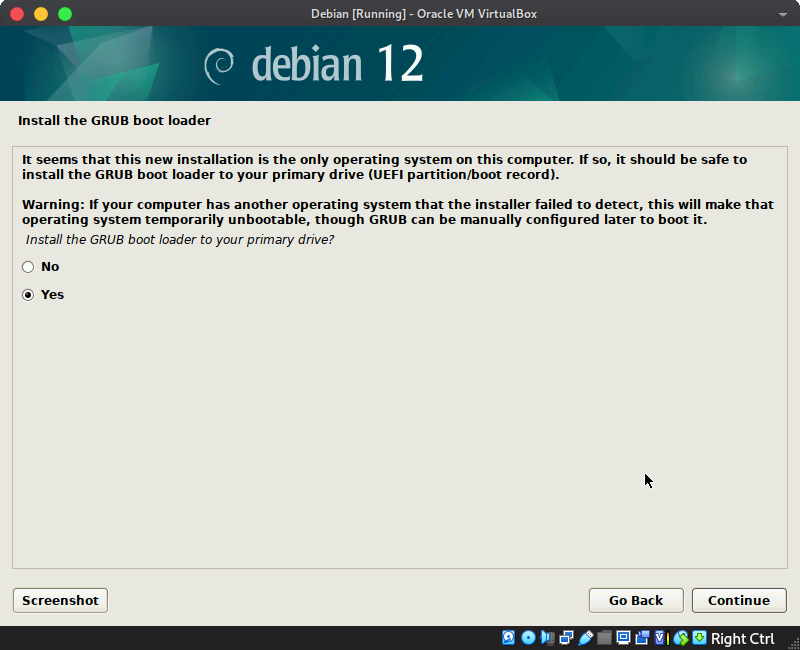 Debian [Running] - Oracle VM VirtualBox
debian 12
Install the GRUB boot loader
It seems that this new installation is the only operating system on this computer. If so, it should be safe to
install the GRUB boot loader to your primary drive (UEFI partition/boot record).
Warning: If your computer has another operating system that the installer failed to detect, this will make that
operating system temporarily unbootable, though GRUB can be manually configured later to boot it.
Install the GRUB boot loader to your primary drive?
No
Yes
Screenshot
Go Back
Continue
Right Ctrl